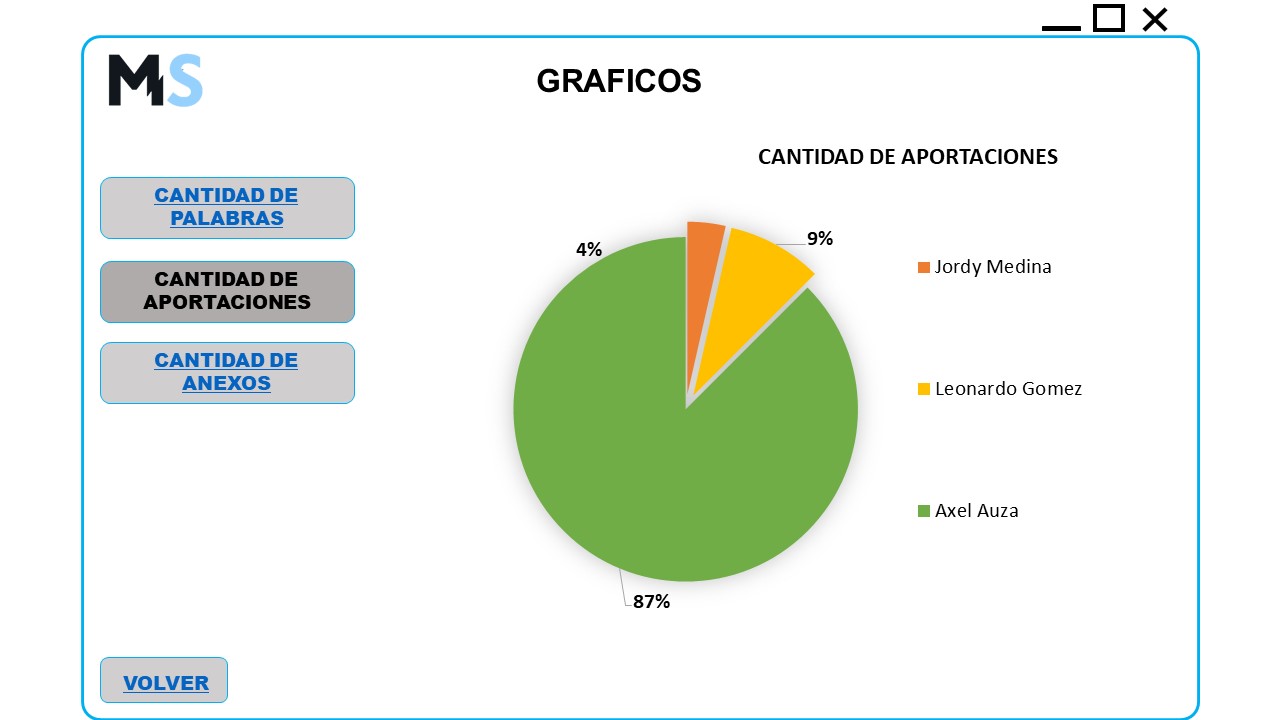 MS
GRAFICOS
CANTIDAD DE APORTACIONES
CANTIDAD DE
PALABRAS
CANTIDAD DE
APORTACIONES
CANTIDAD DE
ANEXOS
4%
9%
87%
Jordy Medina
Leonardo Gomez
Axel Auza
VOLVER